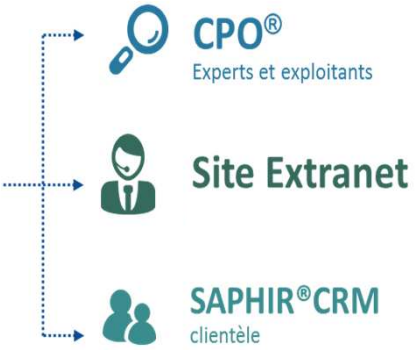 CPO®
Experts et exploitants
Site Extranet
SAPHIR®CRM
clientèle